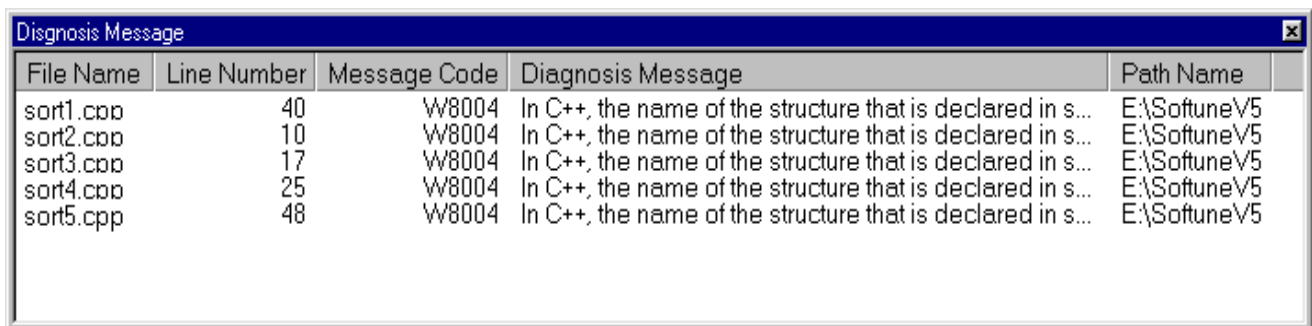 Disgnosis Message
File Name Line Number Message Code Diagnosis Message Path Name
sort1.cpp 40 W8004 In C++, the name of the structure that is declared in s... E:\SoftuneV5
sort2.cpp 10 W8004 In C++, the name of the structure that is declared in s... E:\SoftuneV5
sort3.cpp 17 W8004 In C++, the name of the structure that is declared in s... E:\SoftuneV5
sort4.cpp 25 W8004 In C++, the name of the structure that is declared in s... E:\SoftuneV5
sort5.cpp 48 W8004 In C++, the name of the structure that is declared in s... E:\SoftuneV5